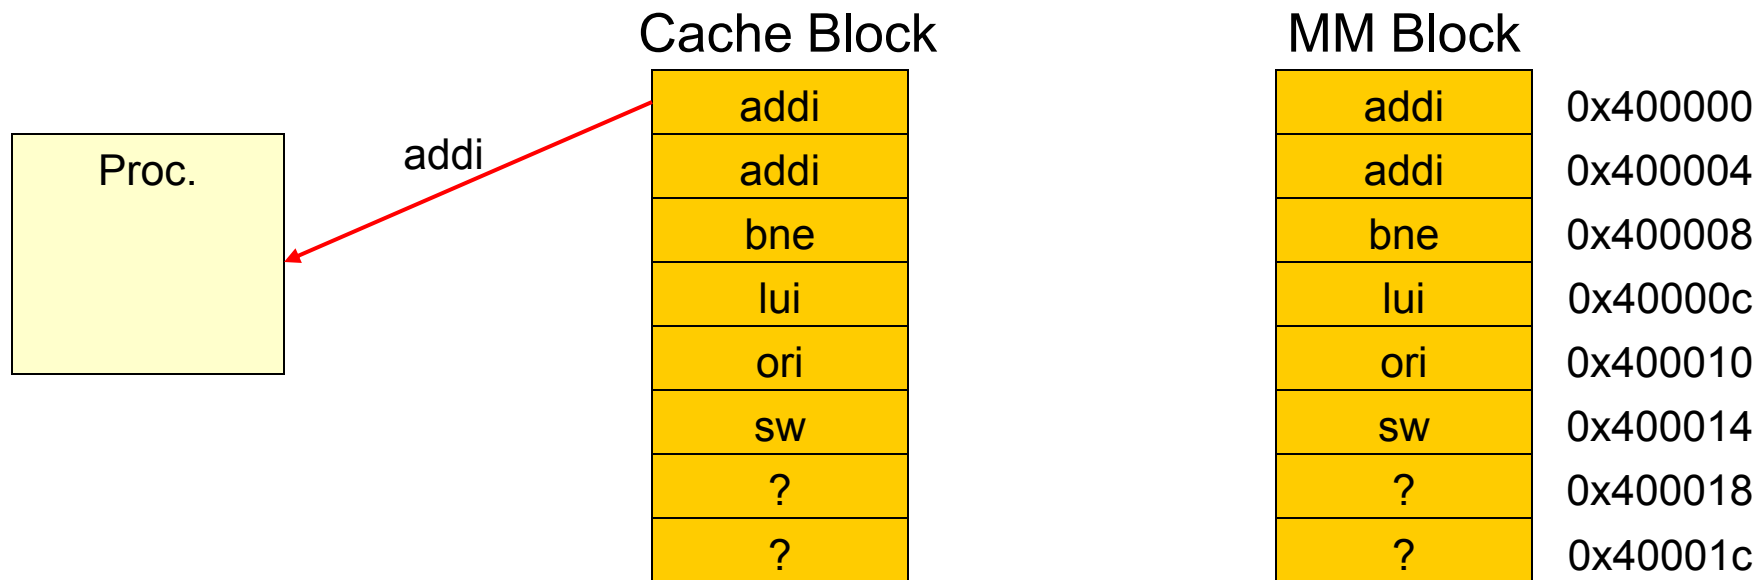 Cache Block MM Block
addi addi 0x400000
Proc. addi addi addi 0x400004
bne bne 0x400008
lui lui 0x40000c
ori ori 0x400010
sw sw 0x400014
? ? 0x400018
? ? 0x40001c